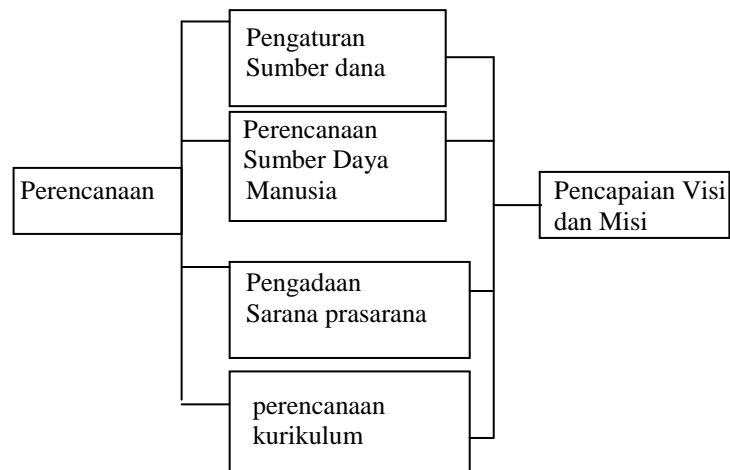 Perencanaan
Pengaturan
Sumber dana
Perencanaan
Sumber Daya
Manusia
Pengadaan
Sarana prasarana
perencanaan
kurikulum
Pencapaian Visi
dan Misi